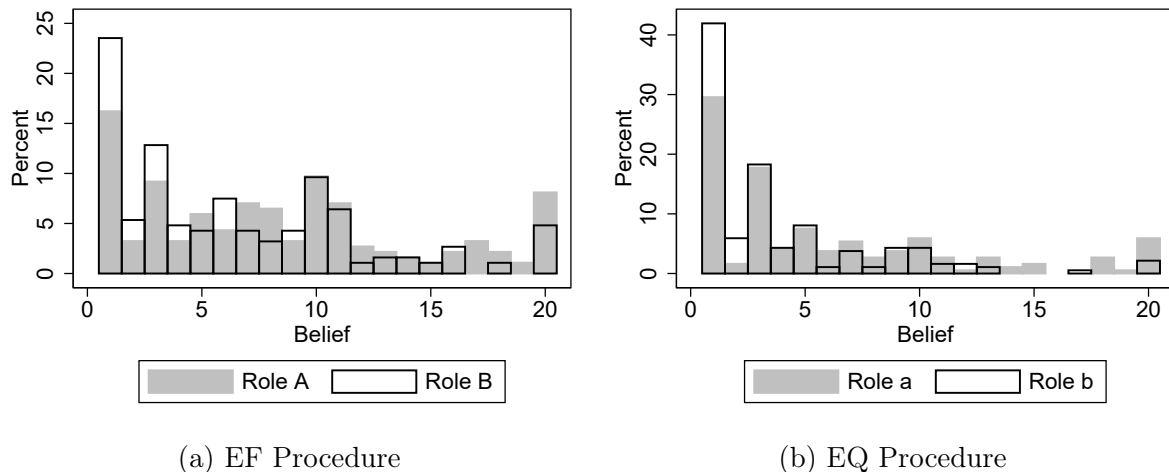 25
20
15
10
5
0
Percent
0 5 10 15 20
Belief
Role A Role B
(a) EF Procedure
40
30
20
10
0
Percent
0 5 10 15 20
Belief
Role a Role b
(b) EQ Procedure